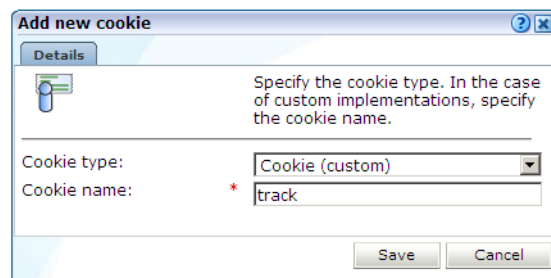 Add new cookie
Details
Specify the cookie type. In the case
of custom implementations, specify
the cookie name.
Cookie type: Cookie (custom)
Cookie name: * track
Save Cancel